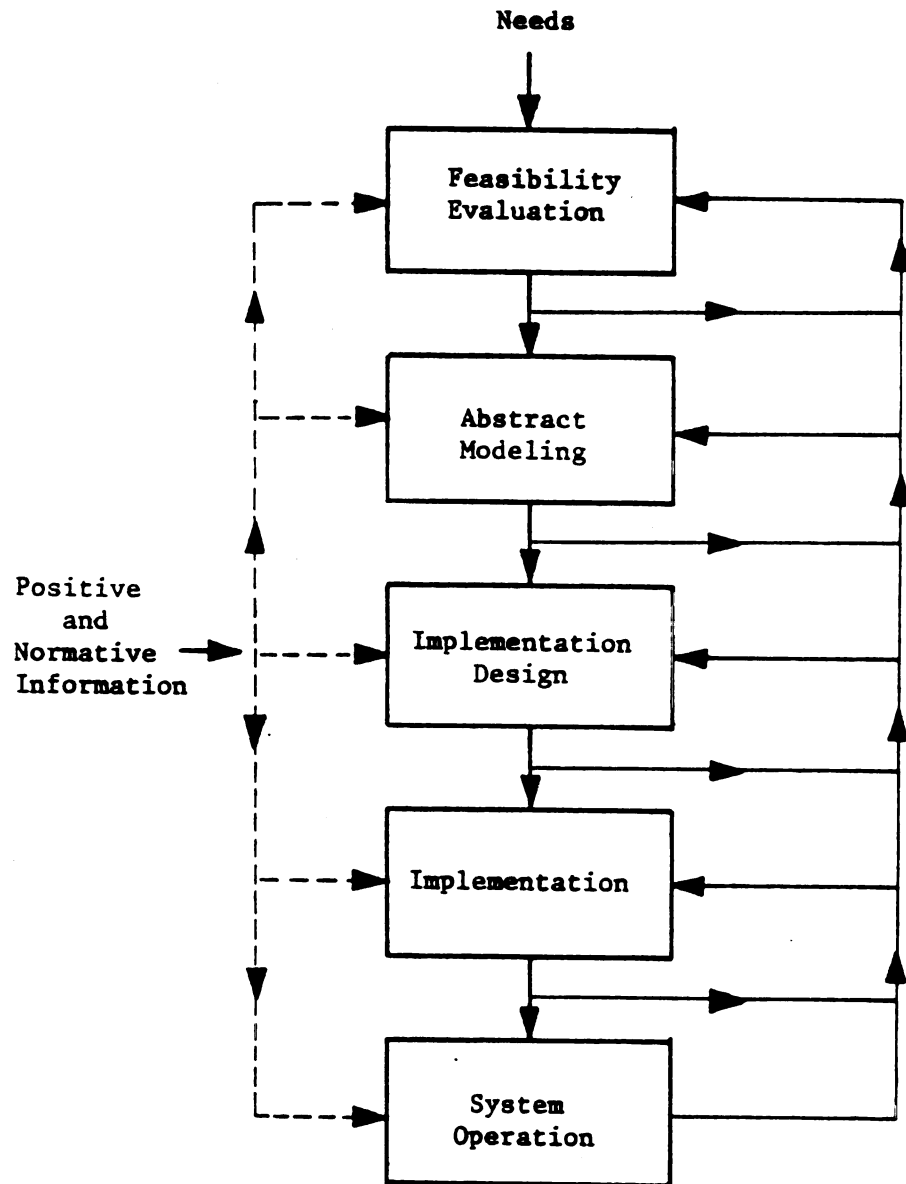 Needs
Feasibility
Evaluation
Abstract
Modeling
Positive
and
Normative
Information
Implementation
Design
Implementation
System
Operation